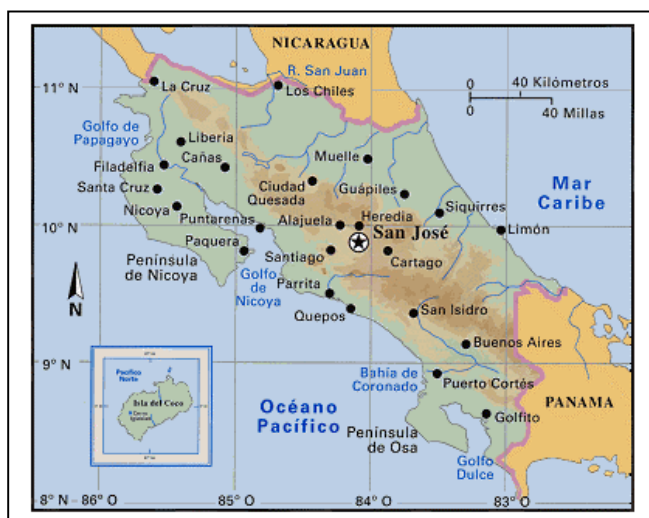 NICARAGUA
11° N
La Cruz
R. San Juan
Los Chiles
0 40 Kilómetros
0 40 Millas
Golfo de
Papagayo
Liberia
Cañas
Filadelfia
Muelle
Santa Cruz
Ciudad
Quesada
Guápiles
Mar
Caribe
Nicoya
Puntarenas
Alajuela
Heredia
Siquirres
10° N
San José
Limón
Paquera
Santiago
Cartago
Península
de Nicoya
Golfo
de
Nicoya
Parrita
N
Quepos
San Isidro
Buenos Aires
9° N
Bahía de
Coronado
Puerto Cortés
PANAMA
Pacífico
Norte
Isla del Coco
Océano
Pacífico
Península
de Osa
Golfito
Golfo
Dulce
8° N
86° O
85° O
84° O
83° O